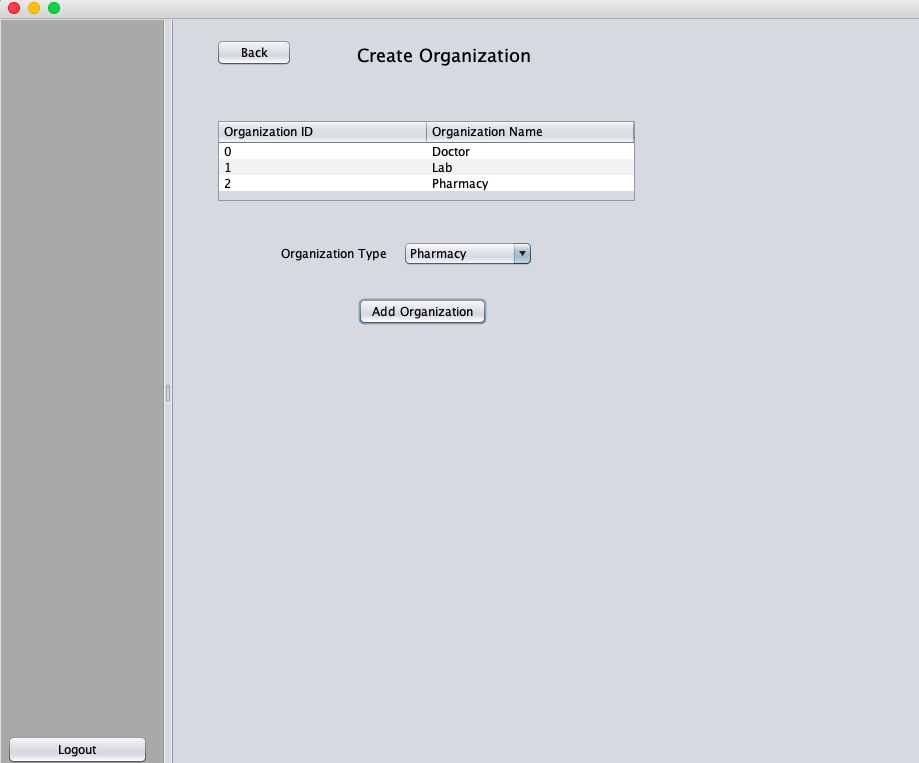 Back
Create Organization
Organization ID Organization Name
0 Doctor
1 Lab
2 Pharmacy
Organization Type Pharmacy
Add Organization
Logout